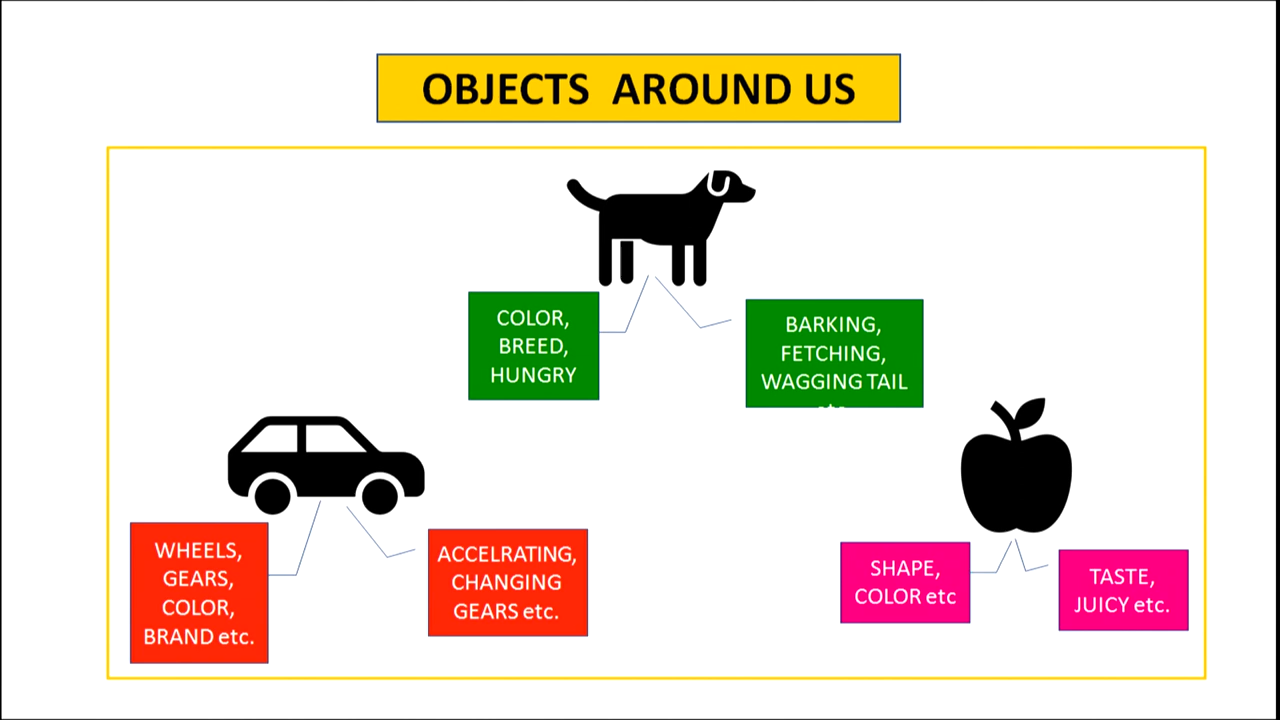 OBJECTS AROUND US
COLOR,
BREED,
HUNGRY
BARKING,
FETCHING,
WAGGING TAIL
WHEELS,
GEARS,
COLOR,
BRAND etc.
ACCELRATING,
CHANGING
GEARS etc.
SHAPE,
COLOR etc
TASTE,
JUICY etc.